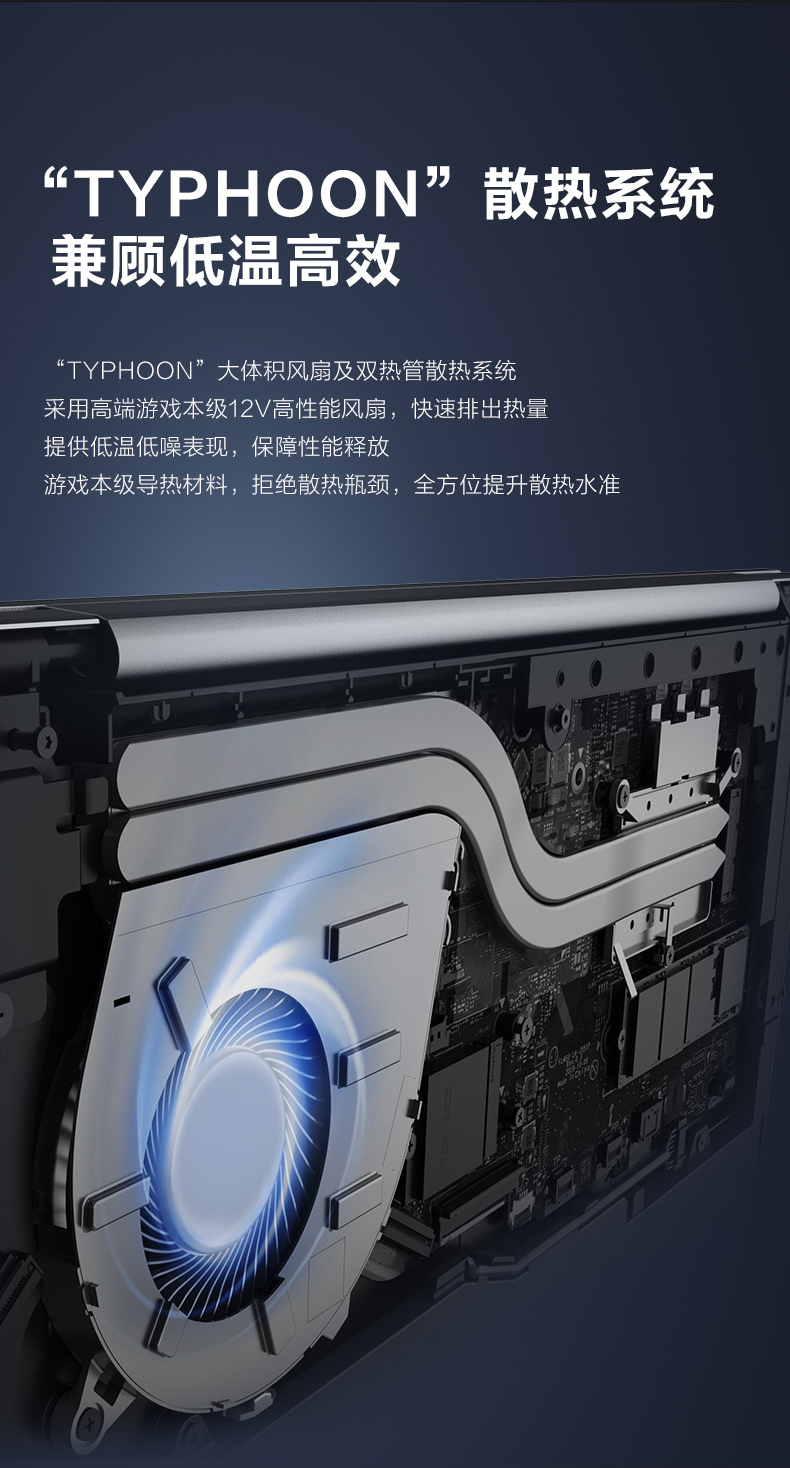 “TYPHOON”散热系统
兼顾低温高效
“TYPHOON”大体积风扇及双热管散热系统
采用高端游戏本级12V高性能风扇，快速排出热量
提供低温低噪表现，保障性能释放
游戏本级导热材料，拒绝散热瓶颈，全方位提升散热水准